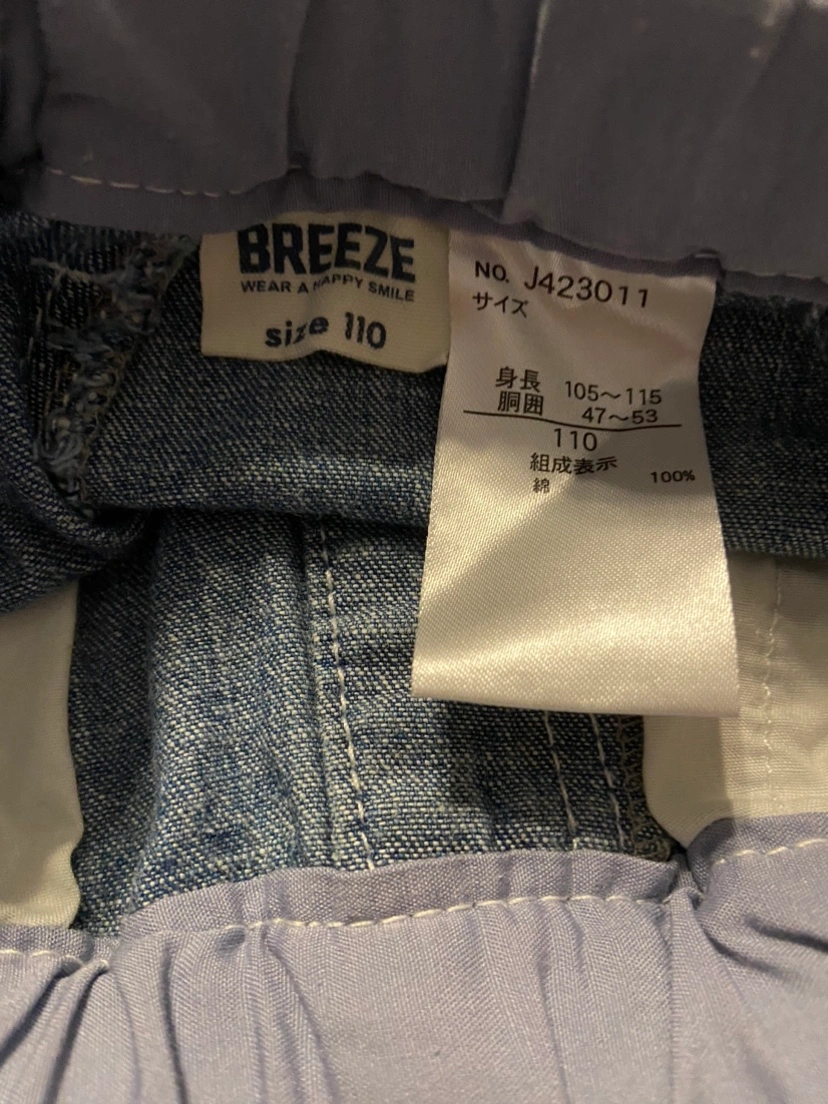 BREEZE
WEAR A HAPPY SMILE
size 110
NO. J423011
サイズ
身長 105〜115
胴囲 47〜53
110
組成表示
綿 100%